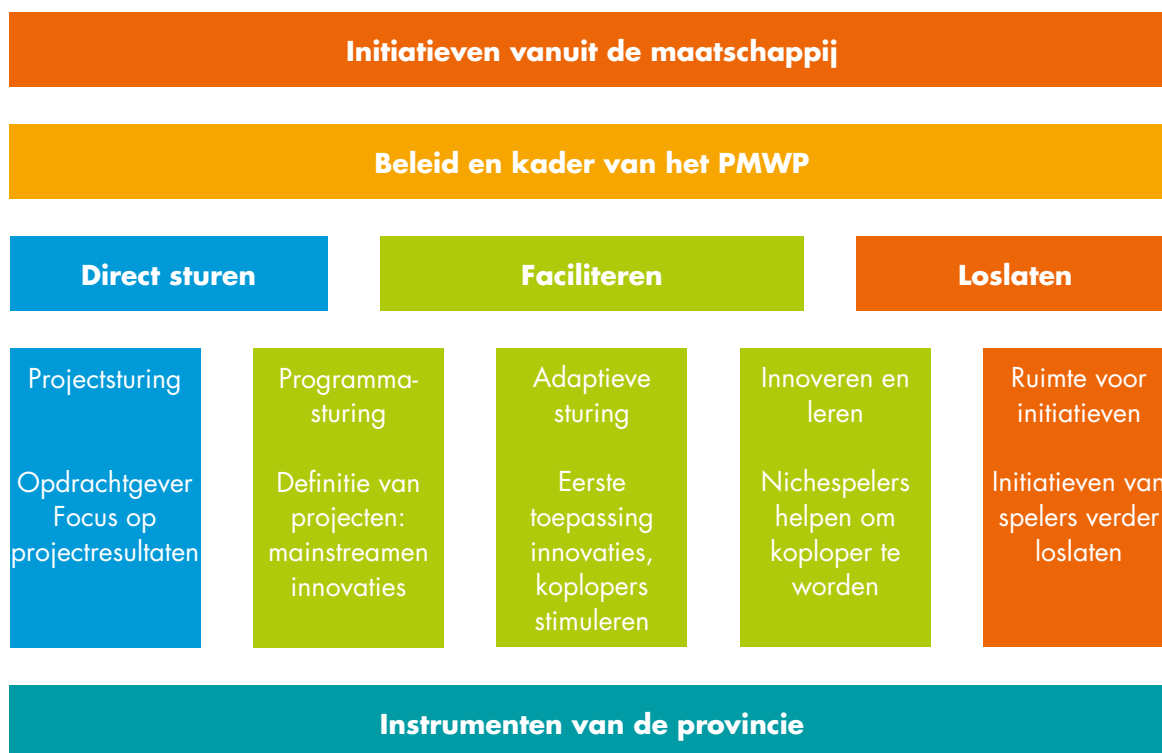 Initiatieven vanuit de maatschappij
Beleid en kader van het PMWP
Direct sturen
Faciliteren
Loslaten
Projectsturing
Opdrachtgever
Focus op
projectresultaten
Programma-
sturing
Definitie van
projecten:
mainstreamen
innovaties
Adaptieve
sturing
Eerste
toepassing
innovaties,
koplopers
stimuleren
Innoveren en
leren
Nichespelers
helpen om
koploper te
worden
Ruimte voor
initiatieven
Initiatieven van
spelers verder
loslaten
Instrumenten van de provincie